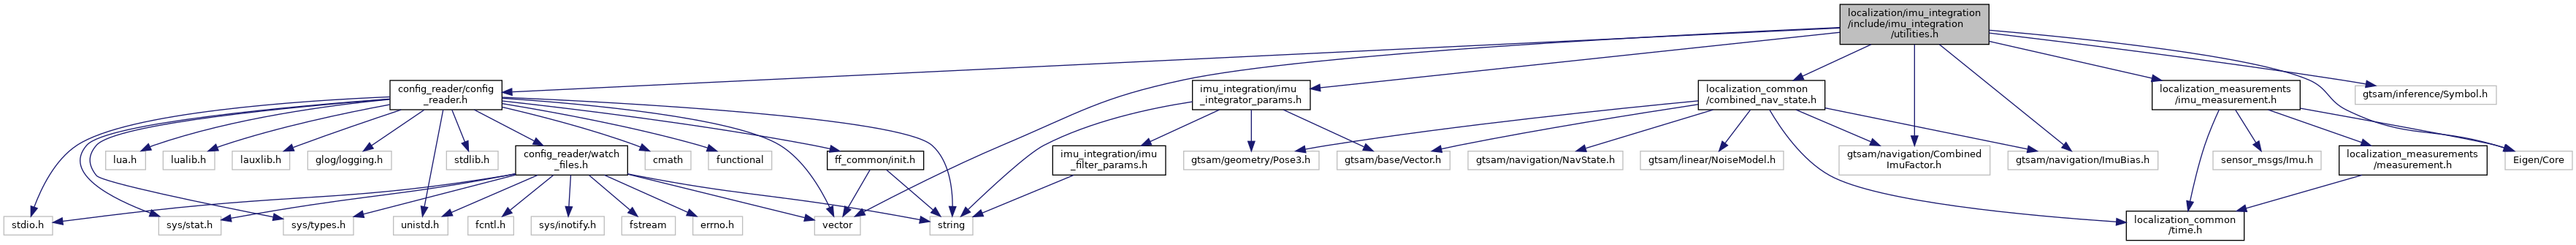 localization/imu_integration
/include/imu_integration
/utilities.h
config_reader/config
_reader.h
imu_integration/imu
_integrator_params.h
localization_common
/combined_nav_state.h
localization_measurements
/imu_measurement.h
gtsam/inference/Symbol.h
lua.h
lualib.h
lauxlib.h
glog/logging.h
stdlib.h
config_reader/watch
_files.h
cmath
functional
ff_common/init.h
imu_integration/imu
_filter_params.h
gtsam/geometry/Pose3.h
gtsam/base/Vector.h
gtsam/navigation/NavState.h
gtsam/linear/NoiseModel.h
gtsam/navigation/Combined
ImuFactor.h
gtsam/navigation/ImuBias.h
sensor_msgs/Imu.h
localization_measurements
/measurement.h
Eigen/Core
stdio.h
sys/stat.h
sys/types.h
unistd.h
fcntl.h
sys/inotify.h
fstream
errno.h
vector
string
localization_common
/time.h